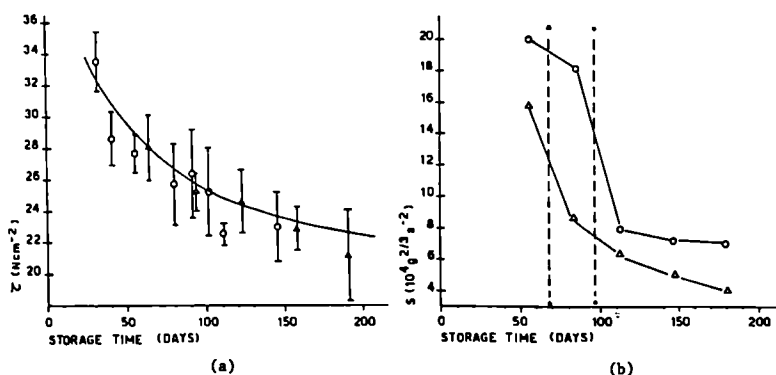 36
34
32
30
28
26
24
22
20
τ (Ncm⁻²)
0 50 100 150 200
STORAGE TIME (DAYS)
(a)
20
18
16
14
12
10
8
6
4
S (10⁴g²/³s⁻²)
0 50 100 150 200
STORAGE TIME (DAYS)
(b)